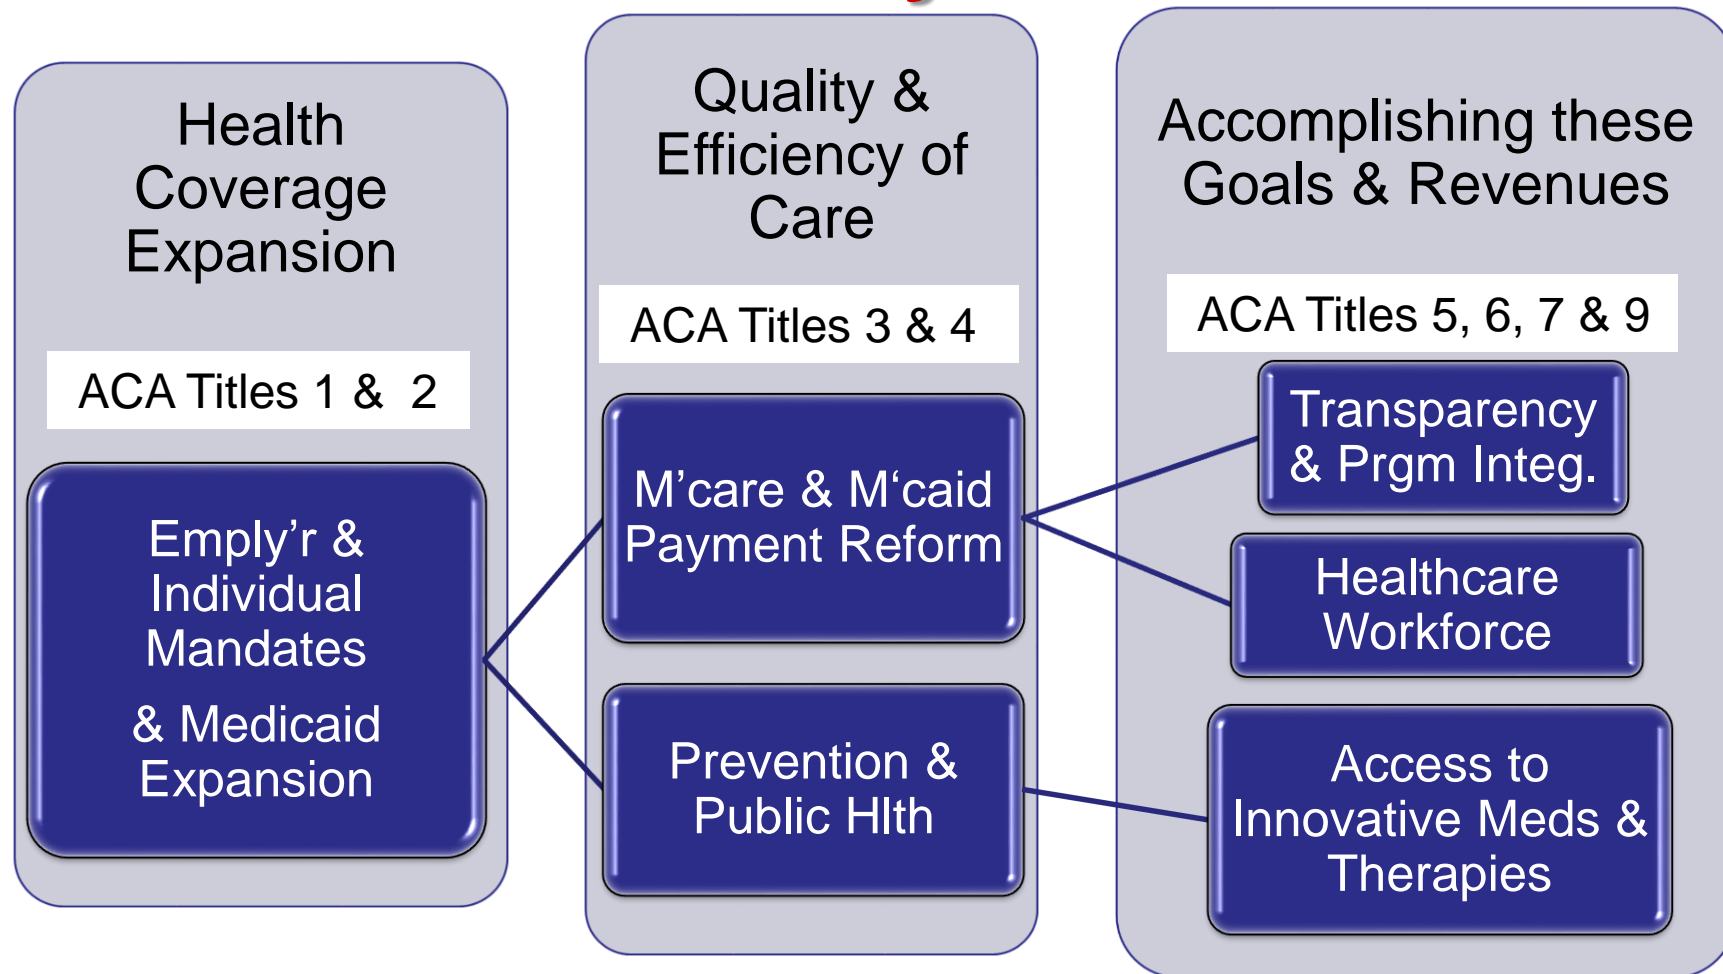 Health
Coverage
Expansion
ACA Titles 1 &  2
Emply’r &
Individual
Mandates
& Medicaid
Expansion
Quality &
Efficiency of
Care
ACA Titles 3 & 4
M’care & M‘caid
Payment Reform
Prevention &
Public Hlth
Accomplishing these
Goals & Revenues
ACA Titles 5, 6, 7 & 9
Transparency
& Prgm Integ.
Healthcare
Workforce
Access to
Innovative Meds &
Therapies